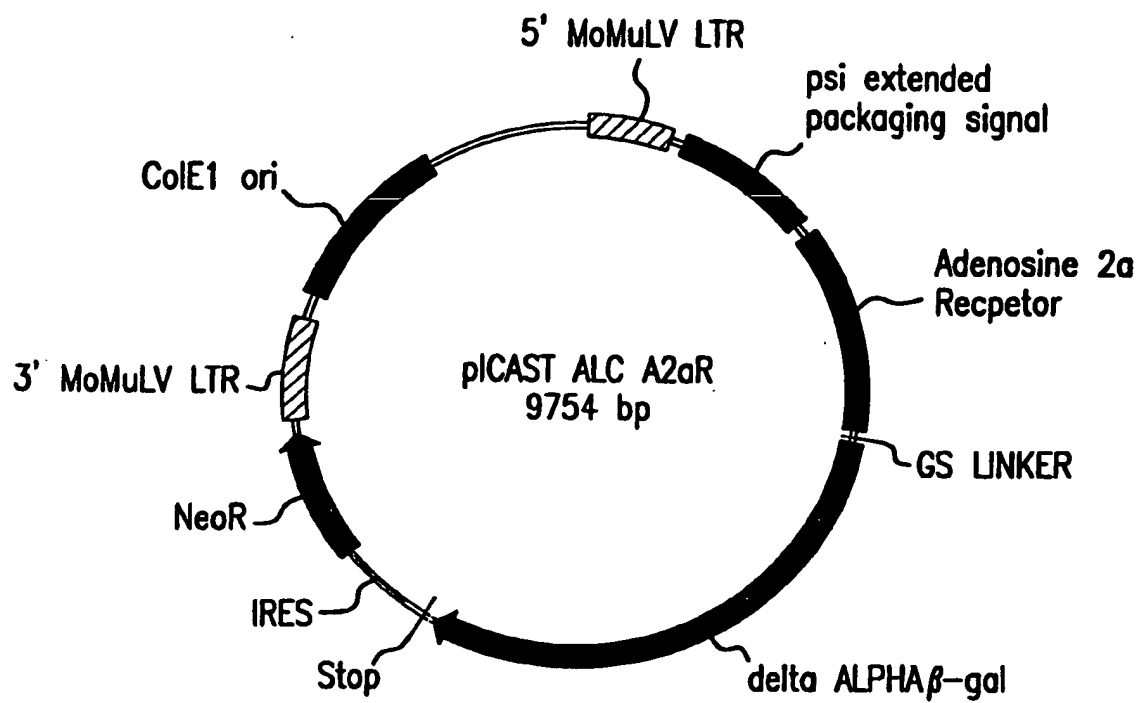 5' MoMuLV LTR
psi extended
packaging signal
ColE1 ori
Adenosine 2a
Recpetor
3' MoMuLV LTR
pICAST ALC A2aR
9754 bp
GS LINKER
NeoR
IRES
Stop
delta ALPHAβ-gal